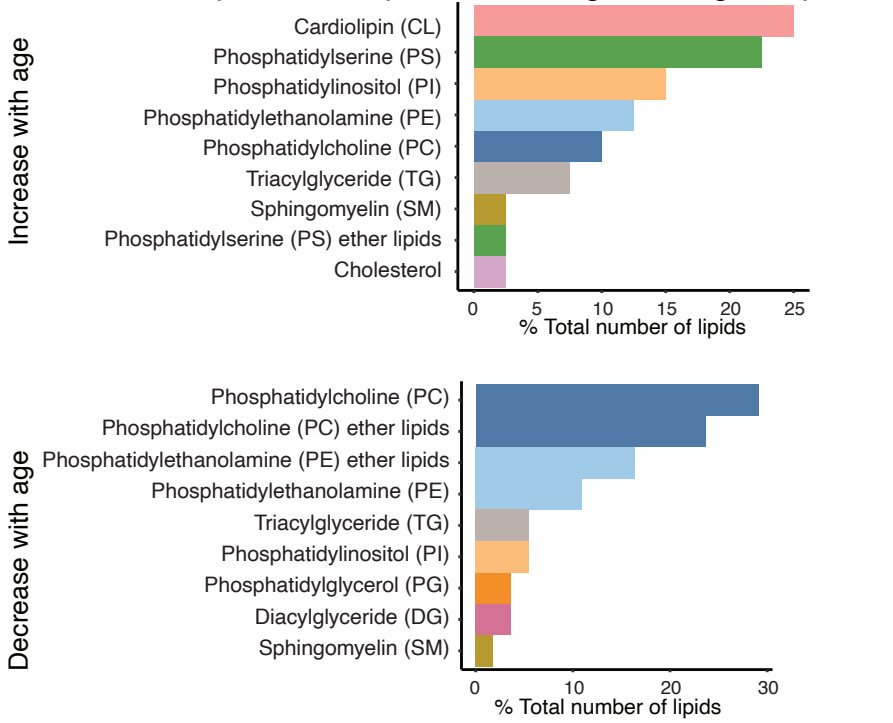 Increase with age
Cardiolipin (CL)
Phosphatidylserine (PS)
Phosphatidylinositol (PI)
Phosphatidylethanolamine (PE)
Phosphatidylcholine (PC)
Triacylglyceride (TG)
Sphingomyelin (SM)
Phosphatidylserine (PS) ether lipids
Cholesterol
0 5 10 15 20 25
% Total number of lipids
Decrease with age
Phosphatidylcholine (PC)
Phosphatidylcholine (PC) ether lipids
Phosphatidylethanolamine (PE) ether lipids
Phosphatidylethanolamine (PE)
Triacylglyceride (TG)
Phosphatidylinositol (PI)
Phosphatidylglycerol (PG)
Diacylglyceride (DG)
Sphingomyelin (SM)
0 10 20 30
% Total number of lipids